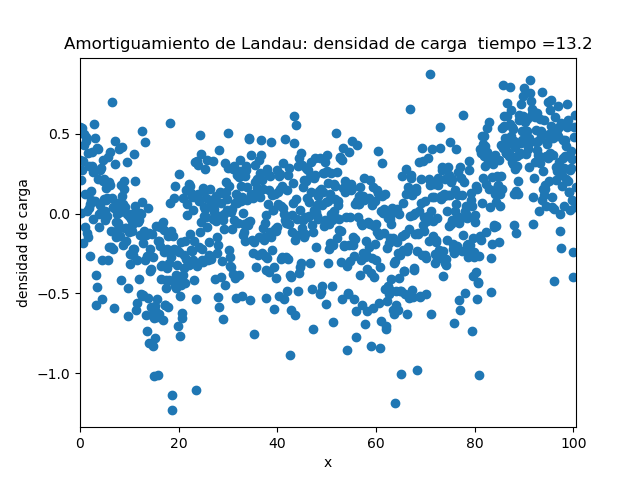 Amortiguamiento de Landau: densidad de carga  tiempo =13.2
densidad de carga
0.5
0.0
−0.5
−1.0
0 20 40 60 80 100
x